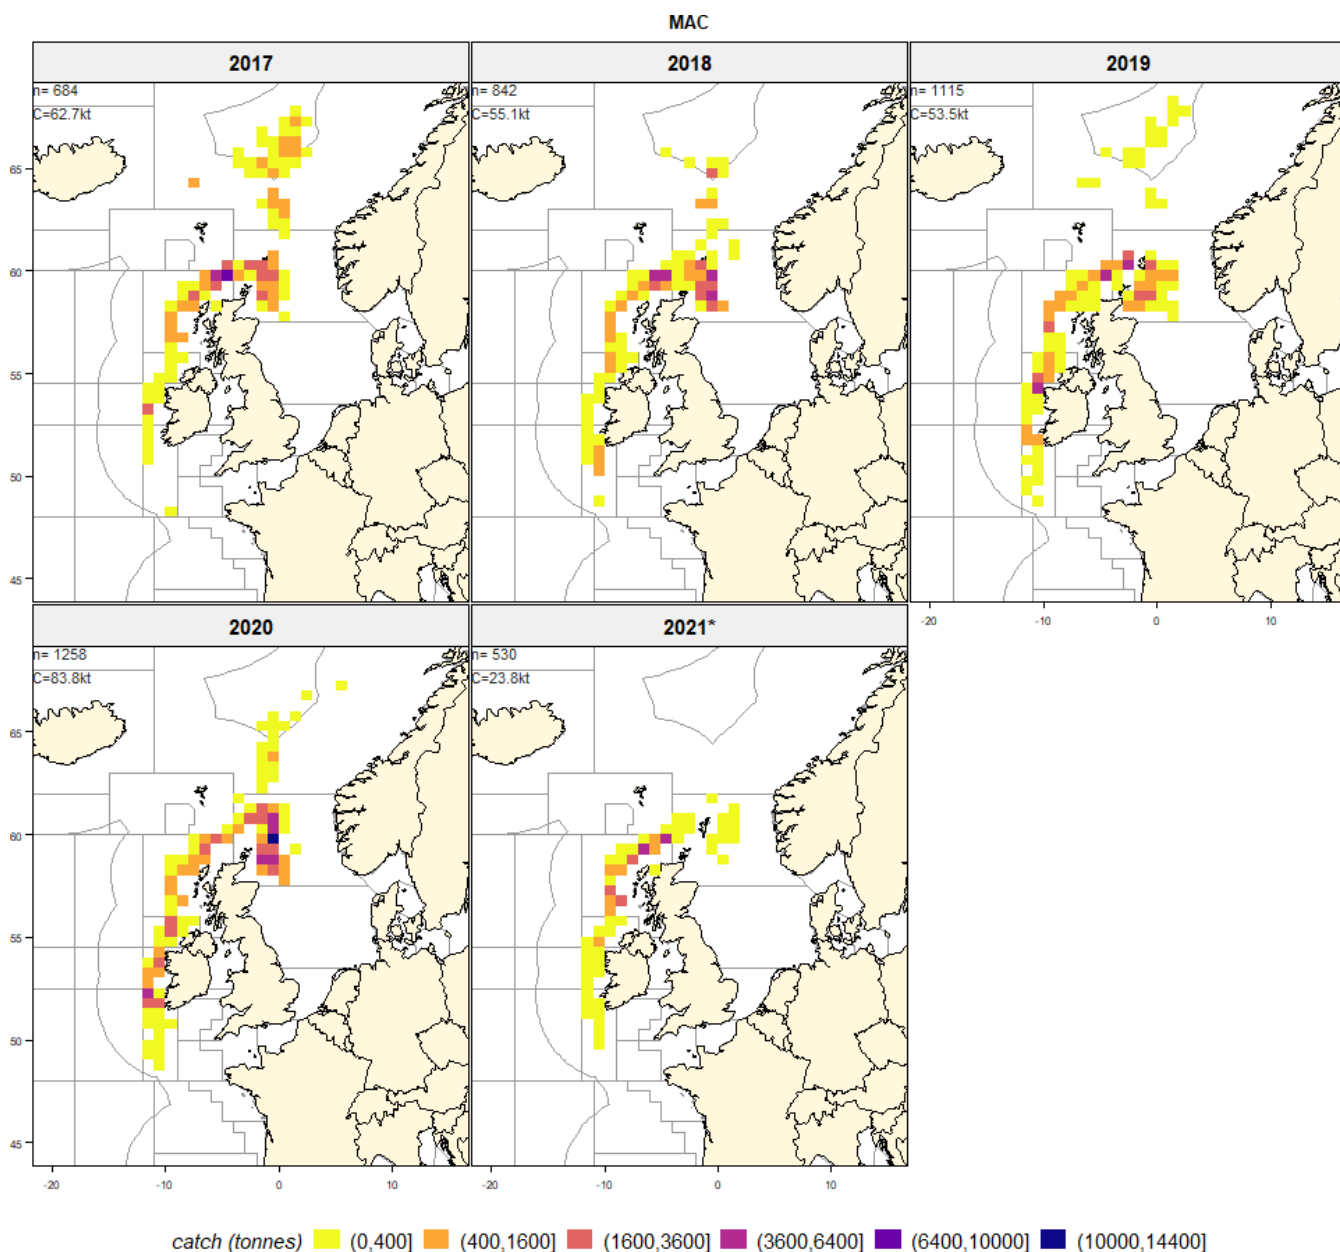 MAC
2017
2018
2019
n= 684
C=62.7kt
n= 842
C=55.1kt
n= 1115
C=53.5kt
65
60
55
50
45
-20
-10
0
10
2020
2021*
n= 1258
C=83.8kt
n= 530
C=23.8kt
65
60
55
50
45
-20
-10
0
10
-20
-10
0
10
catch (tonnes) (0,400] (400,1600] (1600,3600] (3600,6400] (6400,10000] (10000,14400]